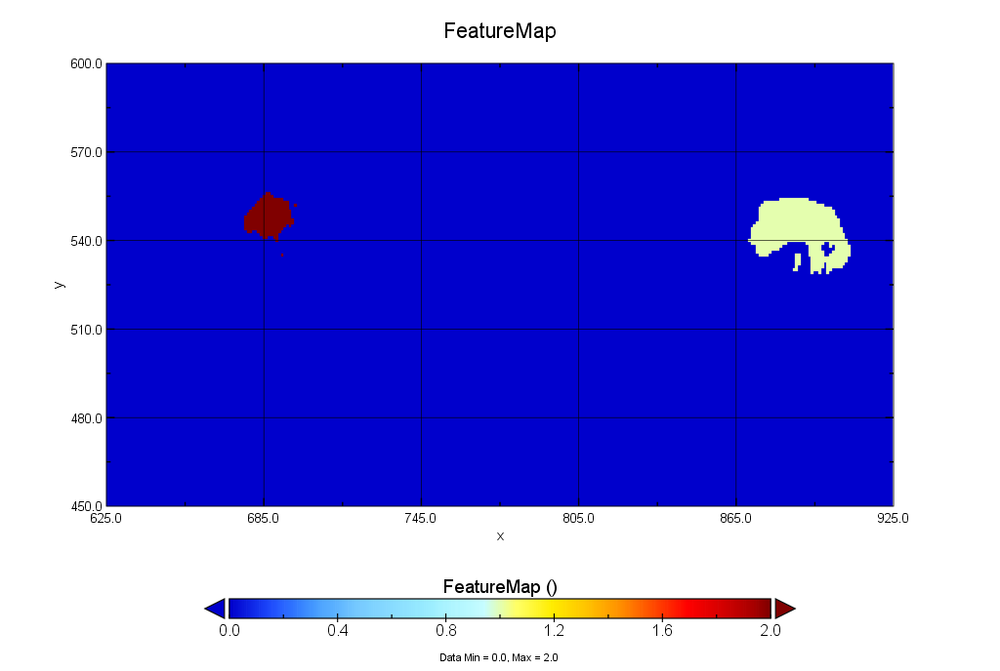 FeatureMap
600.0
570.0
540.0
510.0
480.0
450.0
y
625.0 685.0 745.0 805.0 865.0 925.0
x
FeatureMap ()
0.0 0.4 0.8 1.2 1.6 2.0
Data Min = 0.0, Max = 2.0